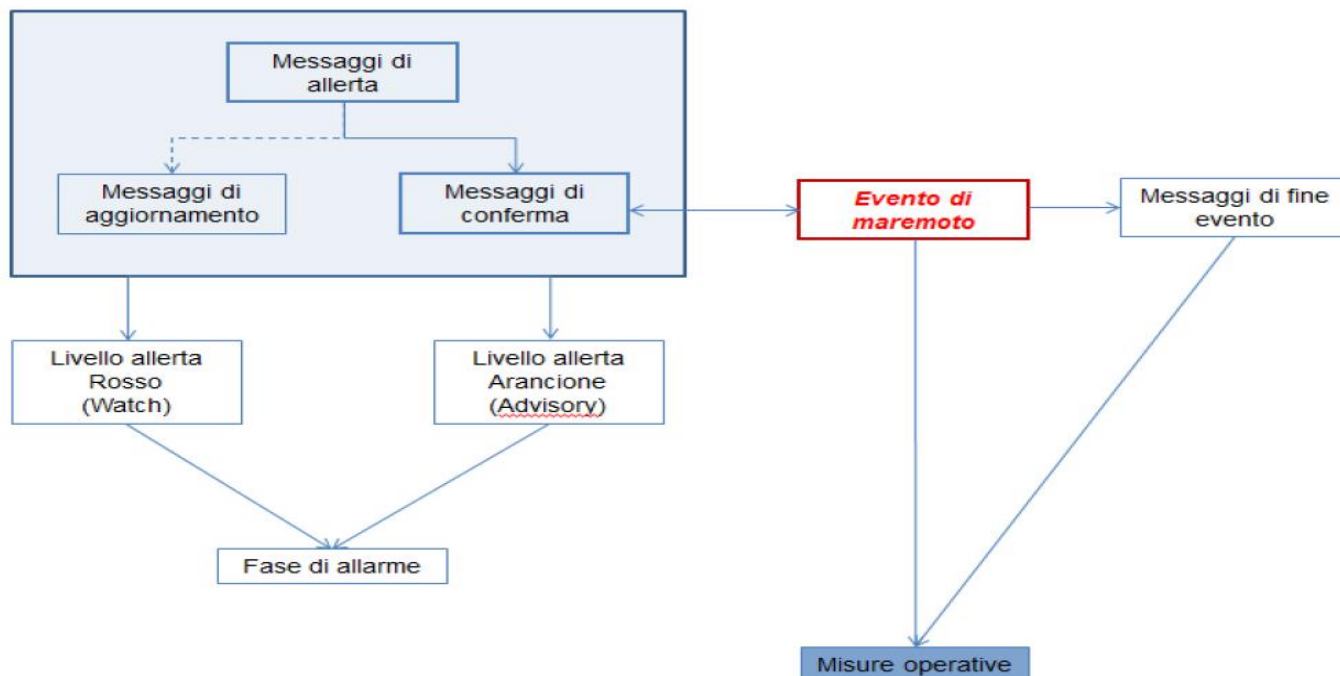 Messaggi di
allerta
Messaggi di
aggiornamento
Messaggi di
conferma
Evento di
maremoto
Messaggi di fine
evento
Livello allerta
Rosso
(Watch)
Livello allerta
Arancione
(Advisory)
Fase di allarme
Misure operative